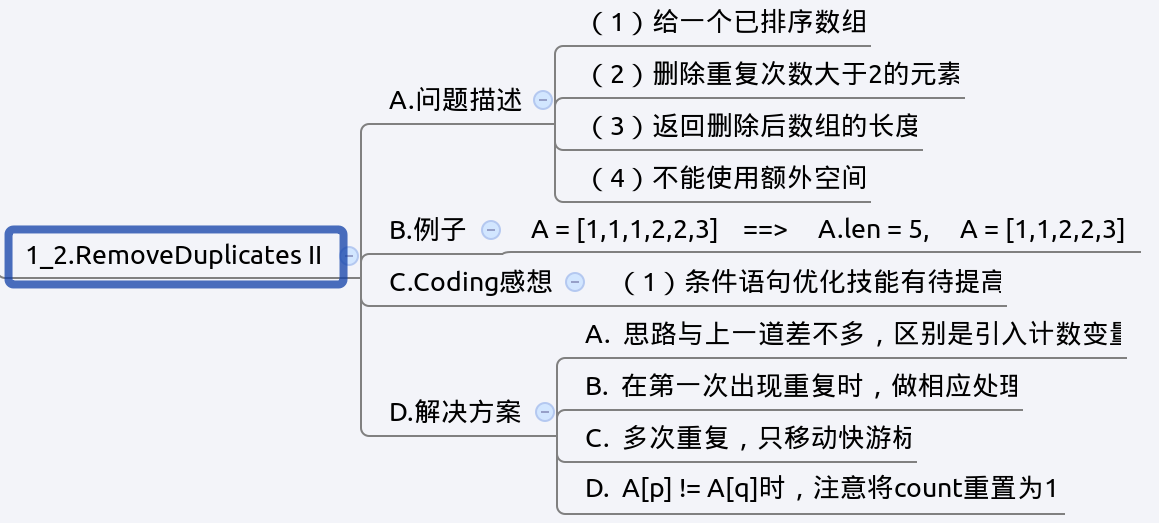 1_2.RemoveDuplicates II
A.问题描述
（1）给一个已排序数组
（2）删除重复次数大于2的元素
（3）返回删除后数组的长度
（4）不能使用额外空间
B.例子
A = [1,1,1,2,2,3] ==> A.len = 5, A = [1,1,2,2,3]
C.Coding感想
（1）条件语句优化技能有待提高
D.解决方案
A. 思路与上一道差不多，区别是引入计数变量
B. 在第一次出现重复时，做相应处理
C. 多次重复，只移动快游标
D. A[p] != A[q]时，注意将count重置为1